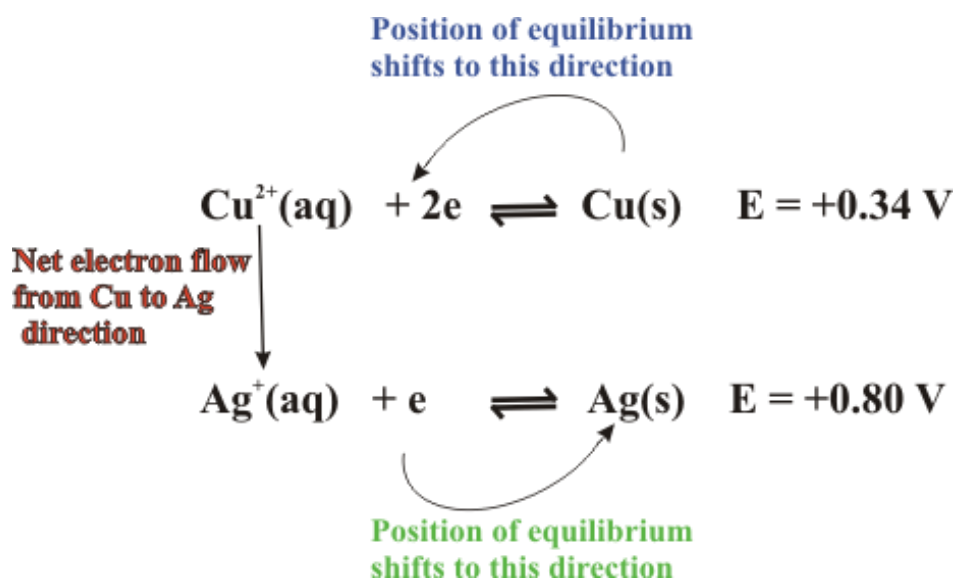 Position of equilibrium
shifts to this direction
Cu²⁺(aq) + 2e ⇌ Cu(s) E = +0.34 V
Net electron flow
from Cu to Ag
direction
Ag⁺(aq) + e ⇌ Ag(s) E = +0.80 V
Position of equilibrium
shifts to this direction